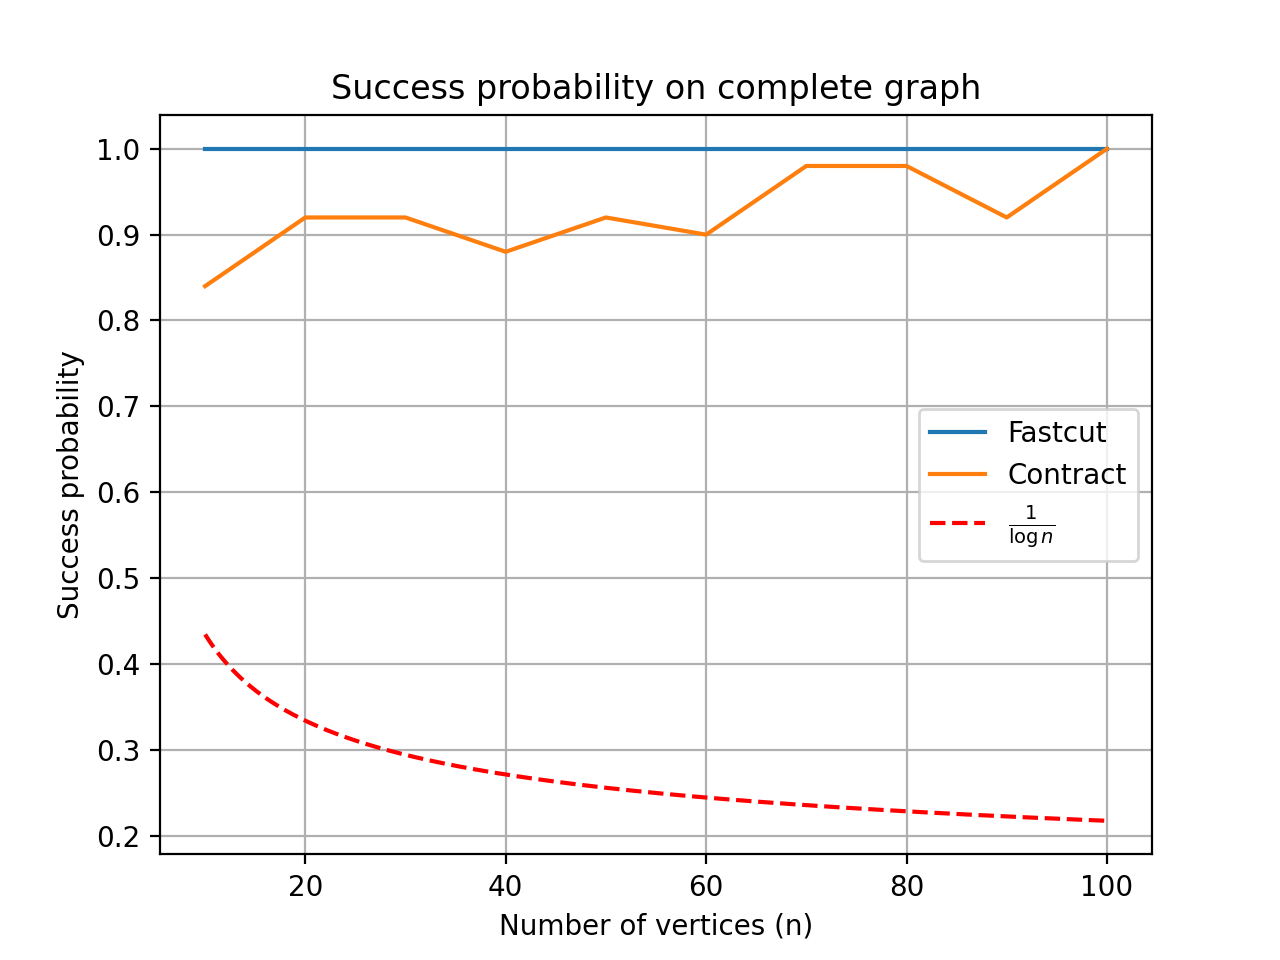 Success probability on complete graph
Success probability
1.0
0.9
0.8
0.7
0.6
0.5
0.4
0.3
0.2
Fastcut
Contract
1
log n
20 40 60 80 100
Number of vertices (n)